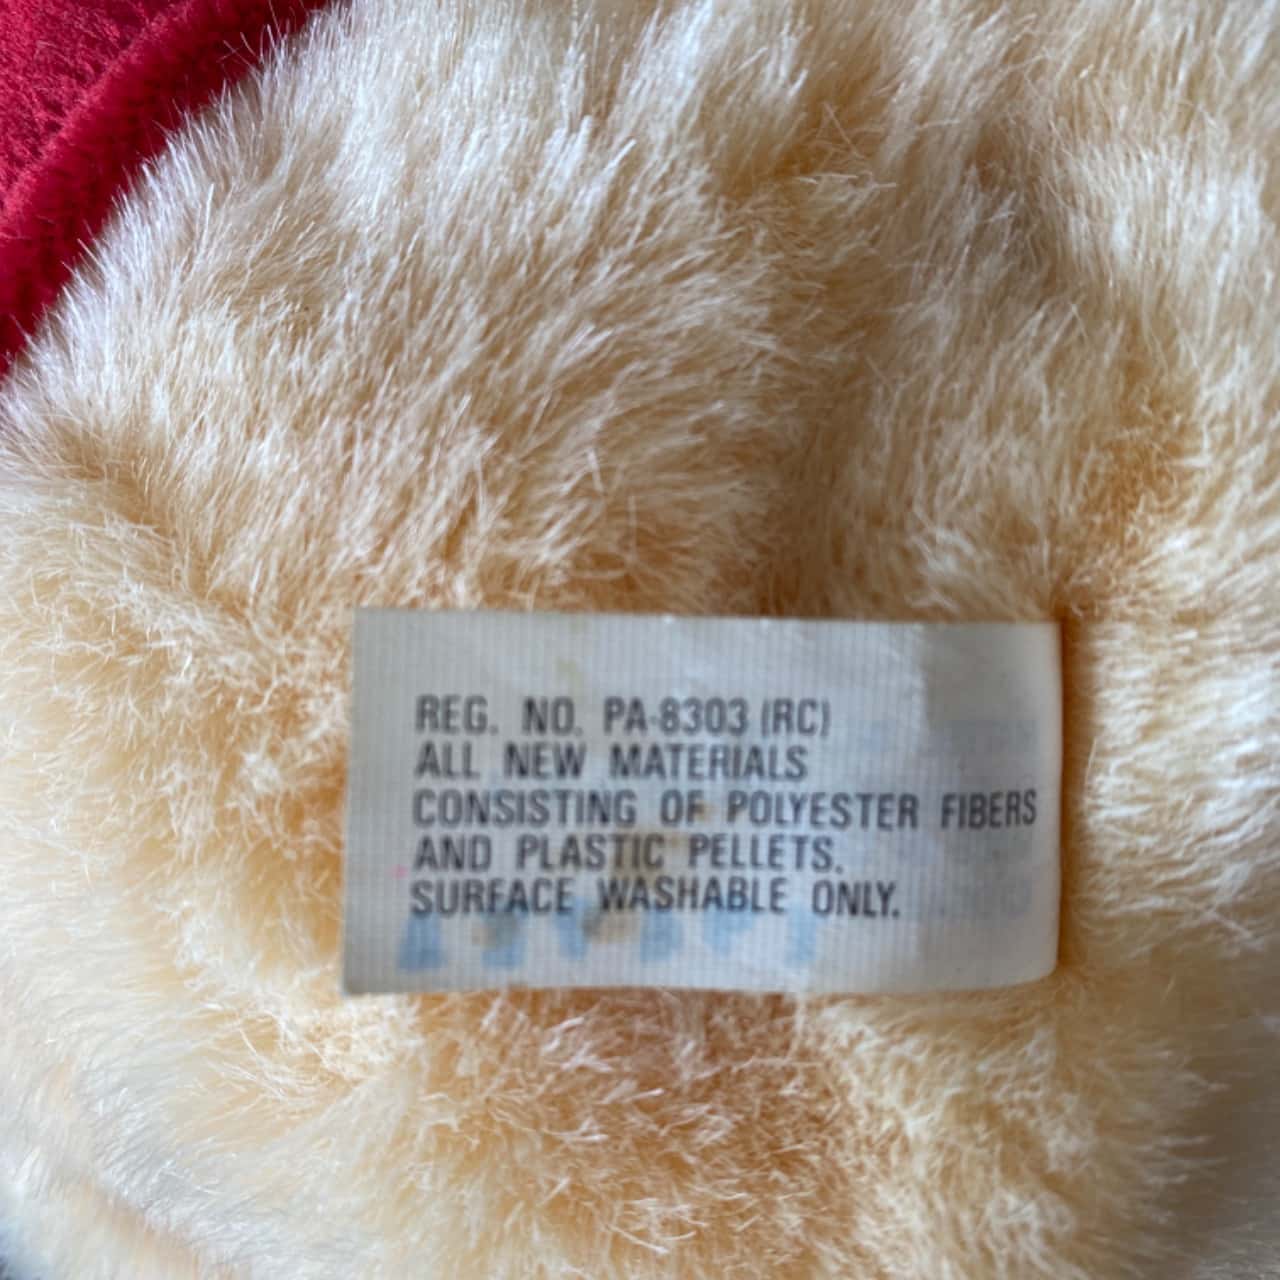 REG. NO. PA-8303 (RC)
ALL NEW MATERIALS
CONSISTING OF POLYESTER FIBERS
AND PLASTIC PELLETS.
SURFACE WASHABLE ONLY.